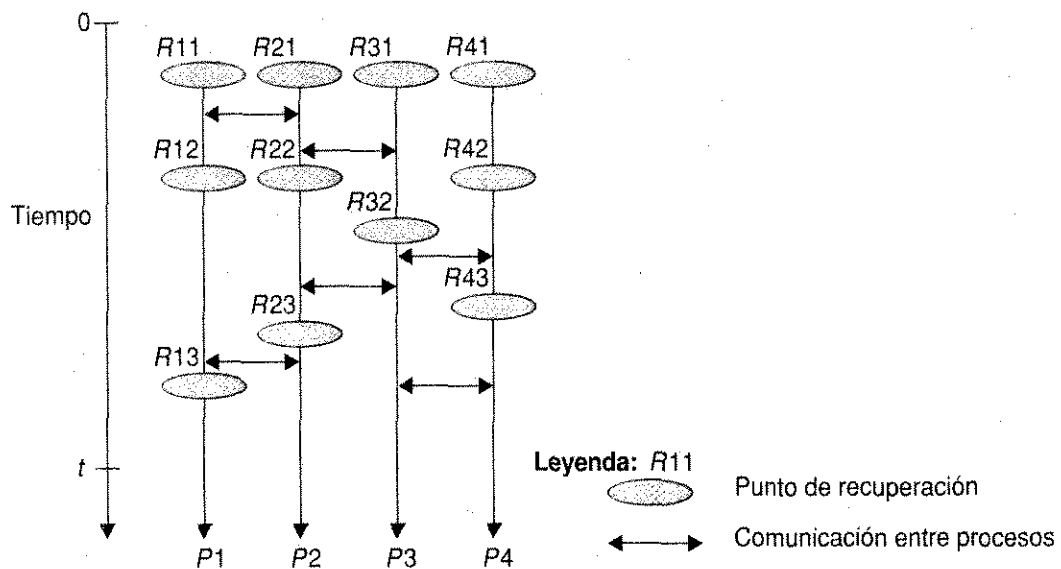 0
R11 R21 R31 R41
R12 R22 R42
Tiempo
R32
R43
R23
R13
t
Leyenda: R11
Punto de recuperación
Comunicación entre procesos
P1 P2 P3 P4